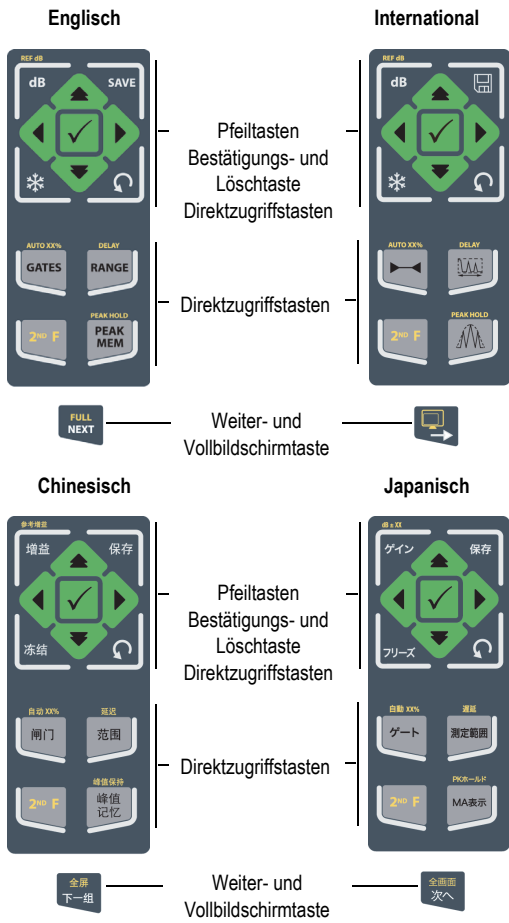 Englisch
International
REF dB
dB
SAVE
REF dB
dB
Pfeiltasten
Bestätigungs- und
Löschtaste
Direktzugriffstasten
AUTO XX%
DELAY
GATES
RANGE
PEAK HOLD
2ND F
PEAK
MEM
AUTO XX%
DELAY
PEAK HOLD
2ND F
Direktzugriffstasten
FULL
NEXT
Weiter- und
Vollbildschirmtaste
Chinesisch
Japanisch
参考增益
增益
保存
冻结
dB ± XX
ゲイン
保存
フリーズ
Pfeiltasten
Bestätigungs- und
Löschtaste
Direktzugriffstasten
自动 XX%
延迟
闸门
范围
峰值保持
2ND F
峰值
记忆
自動 XX%
遅延
ゲート
測定範囲
PKホールド
2ND F
MA表示
Direktzugriffstasten
全屏
下一组
Weiter- und
Vollbildschirmtaste
全画面
次へ